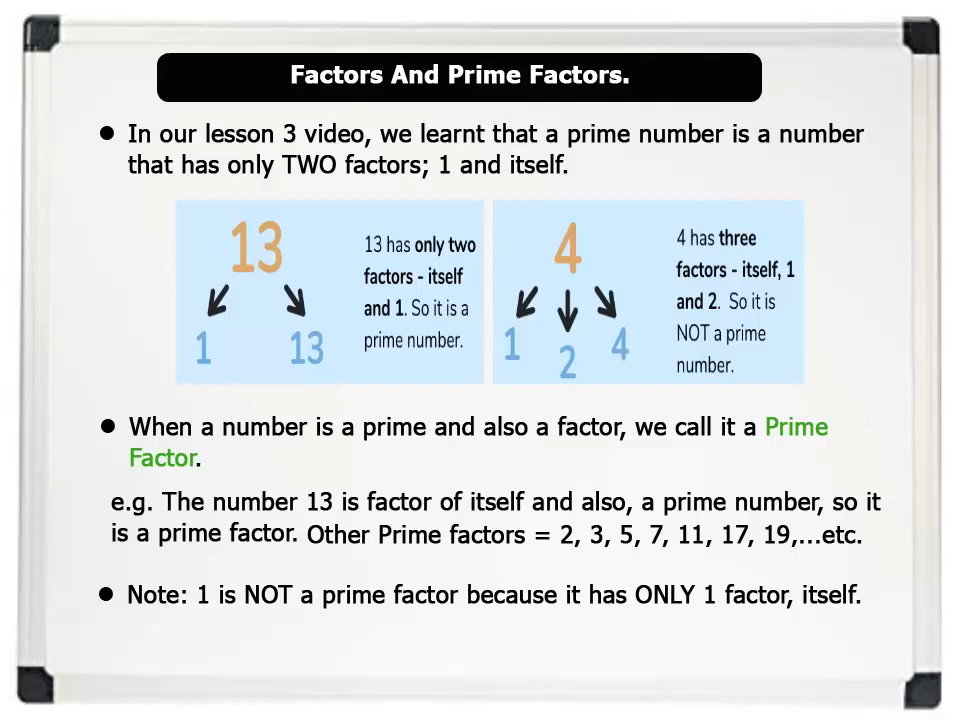 Factors And Prime Factors.
● In our lesson 3 video, we learnt that a prime number is a number
that has only TWO factors; 1 and itself.
13
1 13
13 has only two
factors - itself
and 1. So it is a
prime number.
4
1 2 4
4 has three
factors - itself, 1
and 2. So it is
NOT a prime
number.
● When a number is a prime and also a factor, we call it a Prime
Factor.
e.g. The number 13 is factor of itself and also, a prime number, so it
is a prime factor. Other Prime factors = 2, 3, 5, 7, 11, 17, 19,...etc.
● Note: 1 is NOT a prime factor because it has ONLY 1 factor, itself.